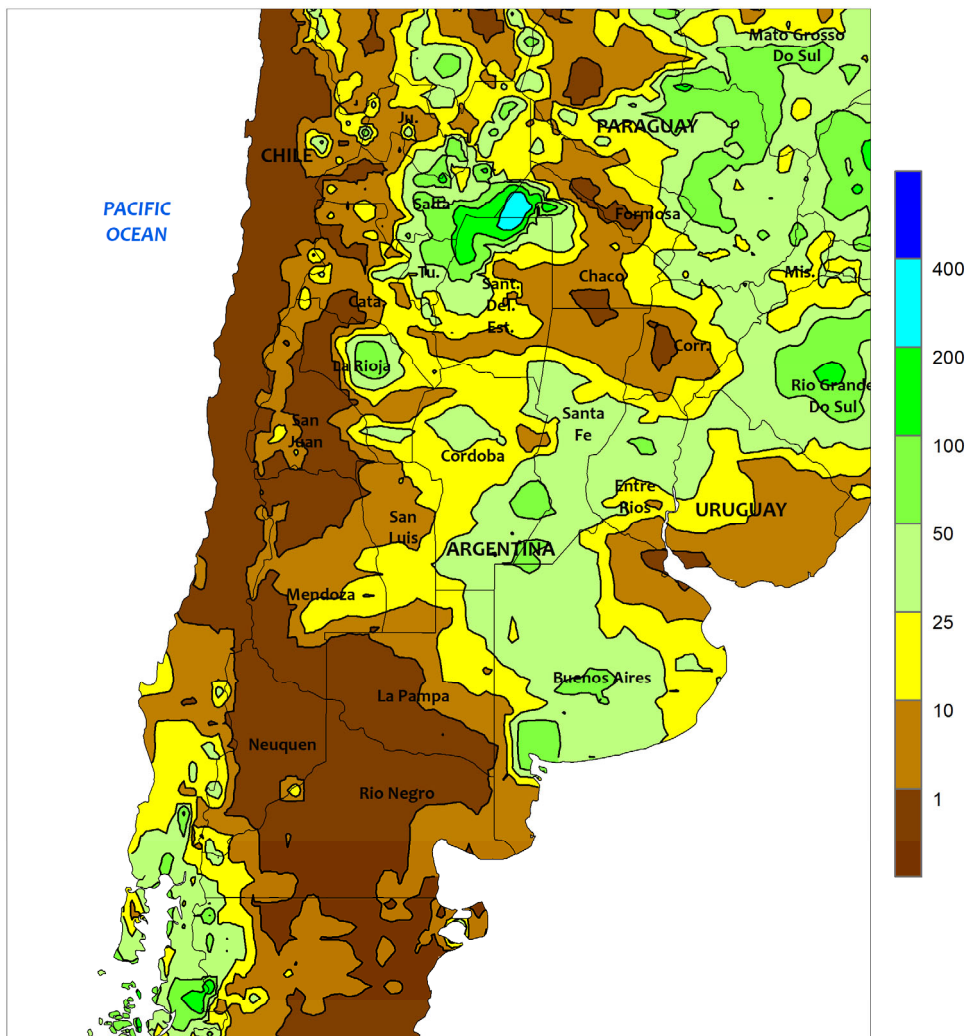 Mato Grosso
Do Sul
Ju.
PARAGUAY
CHILE
PACIFIC
OCEAN
Salta
Formosa
Tu.
Chaco
Mis.
Sant.
Del.
Est.
Cata.
Corr.
La Rioja
Rio Grande
Do Sul
San
Juan
Santa
Fe
Cordoba
Entre
Rios
URUGUAY
San
Luis
ARGENTINA
Mendoza
Buenos Aires
La Pampa
Neuquen
Rio Negro
400
200
100
50
25
10
1